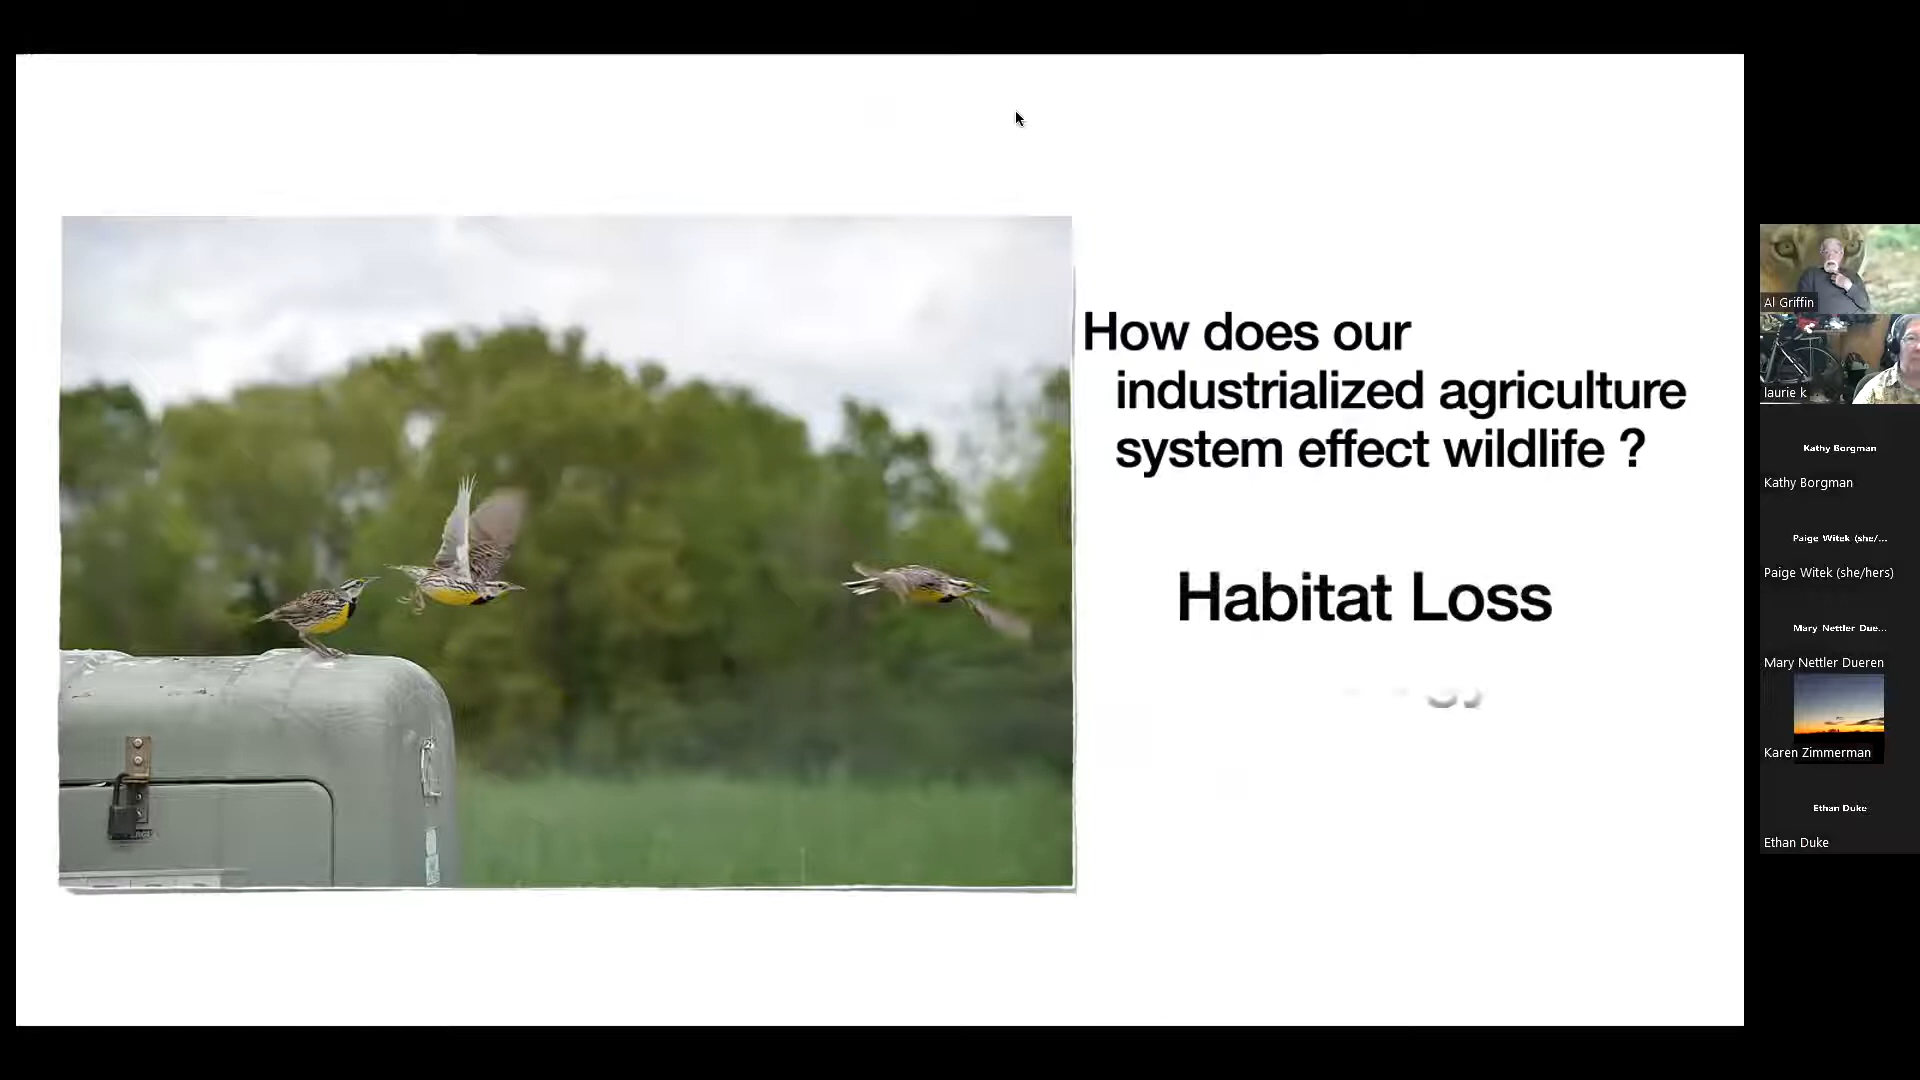 How does our
industrialized agriculture
system effect wildlife ?
Habitat Loss
Al Griffin
laurie k
Kathy Borgman
Kathy Borgman
Paige Witek (she/...
Paige Witek (she/hers)
Mary Nettler Due...
Mary Nettler Dueren
Karen Zimmerman
Ethan Duke
Ethan Duke